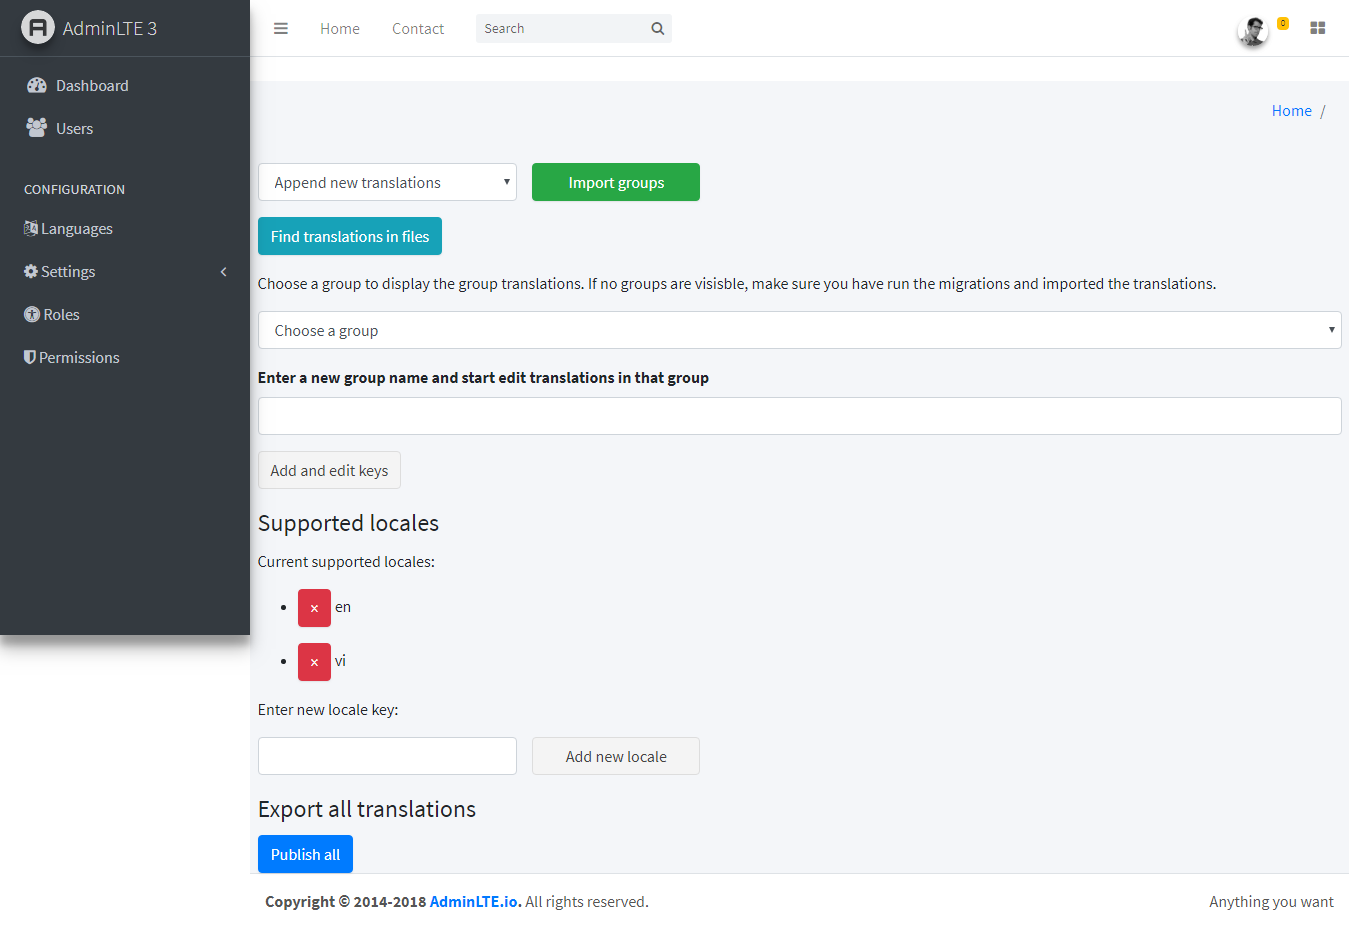 AdminLTE 3
Home
Contact
Search
0
Dashboard
Users
CONFIGURATION
Languages
Settings
Roles
Permissions
Home /
Append new translations
Import groups
Find translations in files
Choose a group to display the group translations. If no groups are visisble, make sure you have run the migrations and imported the translations.
Choose a group
Enter a new group name and start edit translations in that group
Add and edit keys
Supported locales
Current supported locales:
× en
× vi
Enter new locale key:
Add new locale
Export all translations
Publish all
Copyright © 2014-2018 AdminLTE.io. All rights reserved.
Anything you want